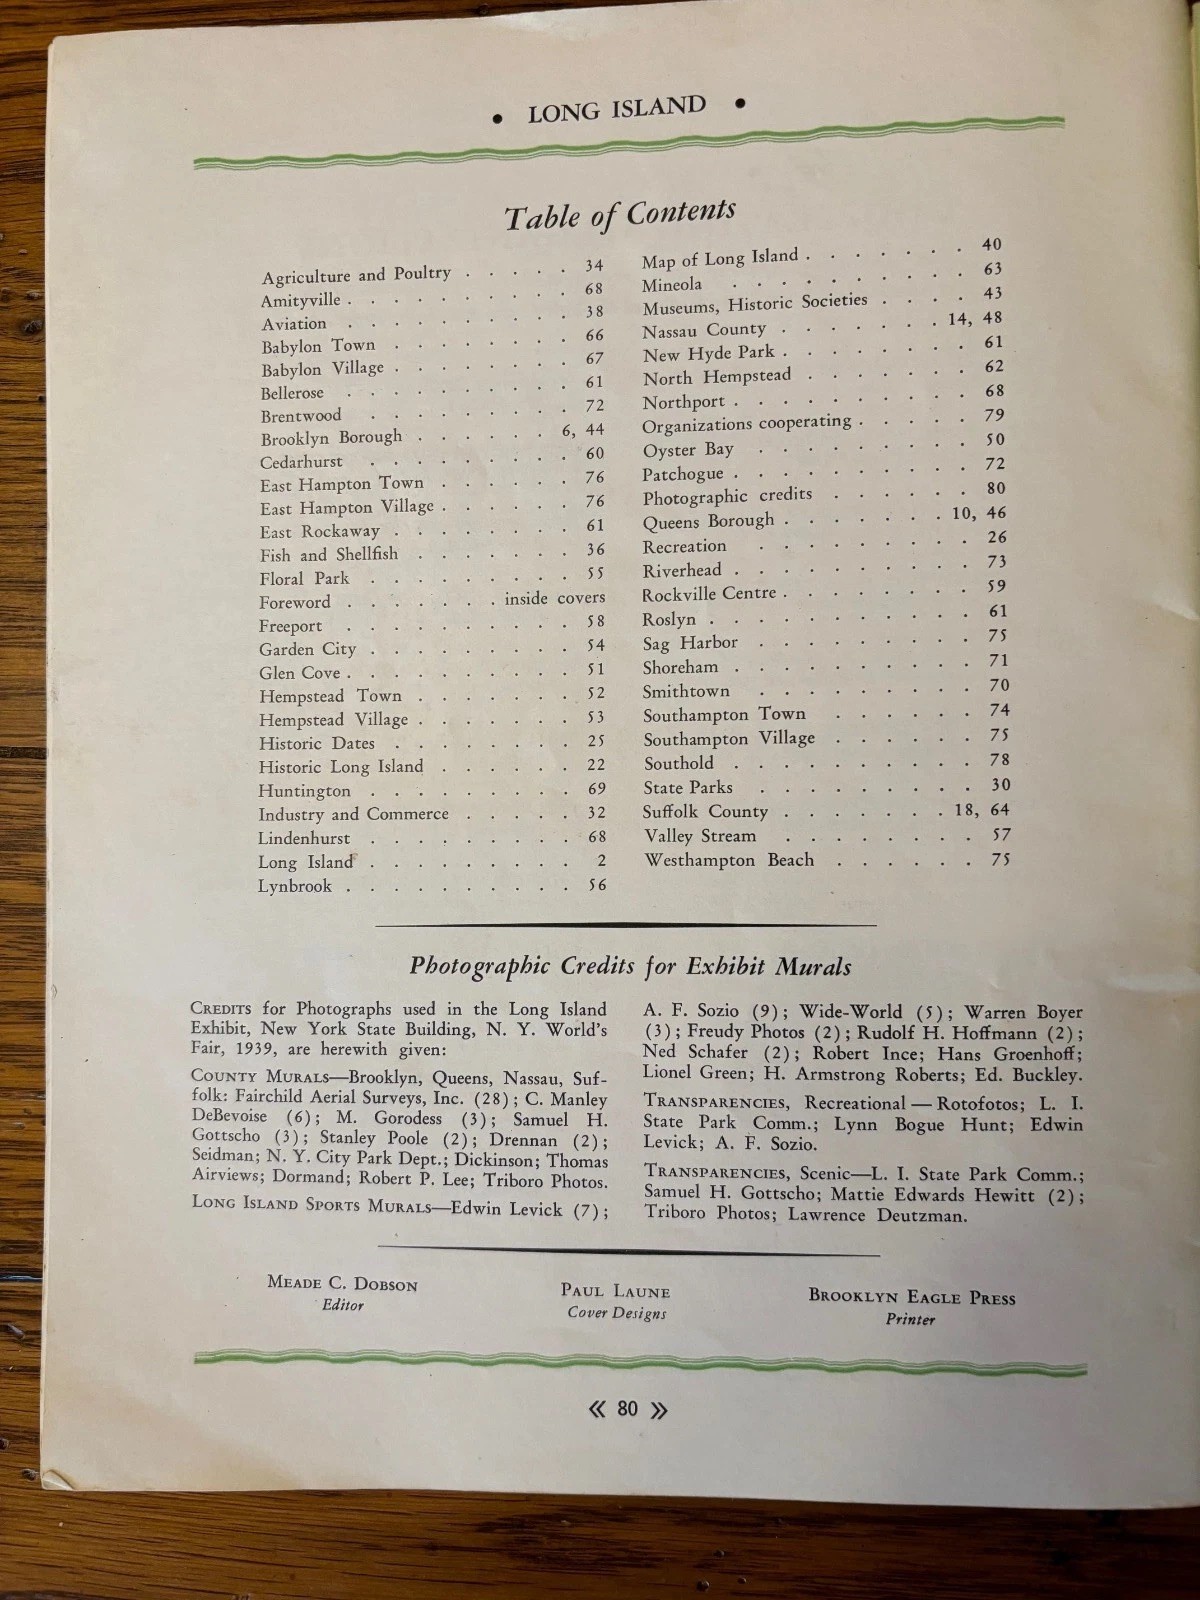 • LONG ISLAND •
Table of Contents
Agriculture and Poultry . . . . . 34
Amityville . . . . . . . . . . 68
Aviation . . . . . . . . . . 38
Babylon Town . . . . . . . . 66
Babylon Village . . . . . . . . 67
Bellerose . . . . . . . . . . 61
Brentwood . . . . . . . . . 72
Brooklyn Borough . . . . . . 6, 44
Cedarhurst . . . . . . . . . 60
East Hampton Town . . . . . . 76
East Hampton Village . . . . . . 76
East Rockaway . . . . . . . . 61
Fish and Shellfish . . . . . . . 36
Floral Park . . . . . . . . . 55
Foreword . . . . . . . inside covers
Freeport . . . . . . . . . . 58
Garden City . . . . . . . . . 54
Glen Cove . . . . . . . . . . 51
Hempstead Town . . . . . . . 52
Hempstead Village . . . . . . . 53
Historic Dates . . . . . . . . 25
Historic Long Island . . . . . . 22
Huntington . . . . . . . . . 69
Industry and Commerce . . . . . 32
Lindenhurst . . . . . . . . . 68
Long Island . . . . . . . . . 2
Lynbrook . . . . . . . . . . 56
Map of Long Island . . . . . . . 40
Mineola . . . . . . . . . . 63
Museums, Historic Societies . . . . 43
Nassau County . . . . . . . 14, 48
New Hyde Park . . . . . . . . 61
North Hempstead . . . . . . . 62
Northport . . . . . . . . . . 68
Organizations cooperating . . . . . 79
Oyster Bay . . . . . . . . . 50
Patchogue . . . . . . . . . . 72
Photographic credits . . . . . . 80
Queens Borough . . . . . . . 10, 46
Recreation . . . . . . . . . 26
Riverhead . . . . . . . . . . 73
Rockville Centre . . . . . . . . 59
Roslyn . . . . . . . . . . . 61
Sag Harbor . . . . . . . . . 75
Shoreham . . . . . . . . . . 71
Smithtown . . . . . . . . . 70
Southampton Town . . . . . . 74
Southampton Village . . . . . . 75
Southold . . . . . . . . . . 78
State Parks . . . . . . . . . 30
Suffolk County . . . . . . . 18, 64
Valley Stream . . . . . . . . 57
Westhampton Beach . . . . . . 75
Photographic Credits for Exhibit Murals
CREDITS for Photographs used in the Long Island
Exhibit, New York State Building, N. Y. World's
Fair, 1939, are herewith given:
COUNTY MURALS—Brooklyn, Queens, Nassau, Suf-
folk: Fairchild Aerial Surveys, Inc. (28); C. Manley
DeBevoise (6); M. Gorodess (3); Samuel H.
Gottscho (3); Stanley Poole (2); Drennan (2);
Seidman; N. Y. City Park Dept.; Dickinson; Thomas
Airviews; Dormand; Robert P. Lee; Triboro Photos.
LONG ISLAND SPORTS MURALS—Edwin Levick (7);
A. F. Sozio (9); Wide-World (5); Warren Boyer
(3); Freudy Photos (2); Rudolf H. Hoffmann (2);
Ned Schafer (2); Robert Ince; Hans Groenhoff;
Lionel Green; H. Armstrong Roberts; Ed. Buckley.
TRANSPARENCIES, Recreational—Rotofotos; L. I.
State Park Comm.; Lynn Bogue Hunt; Edwin
Levick; A. F. Sozio.
TRANSPARENCIES, Scenic—L. I. State Park Comm.;
Samuel H. Gottscho; Mattie Edwards Hewitt (2);
Triboro Photos; Lawrence Deutzman.
MEADE C. DOBSON
Editor
PAUL LAUNE
Cover Designs
BROOKLYN EAGLE PRESS
Printer
« 80 »